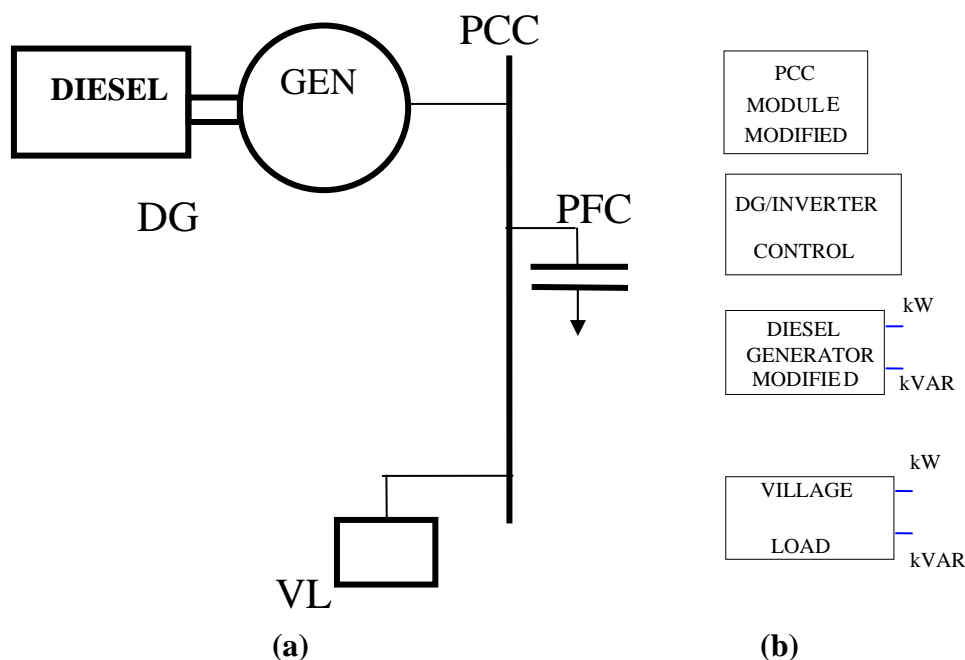 DIESEL
GEN
DG
PCC
PFC
VL
(a)
PCC
MODULE
MODIFIED
DG/INVERTER
CONTROL
DIESEL
GENERATOR
MODIFIED
kW
kVAR
VILLAGE
LOAD
kW
kVAR
(b)